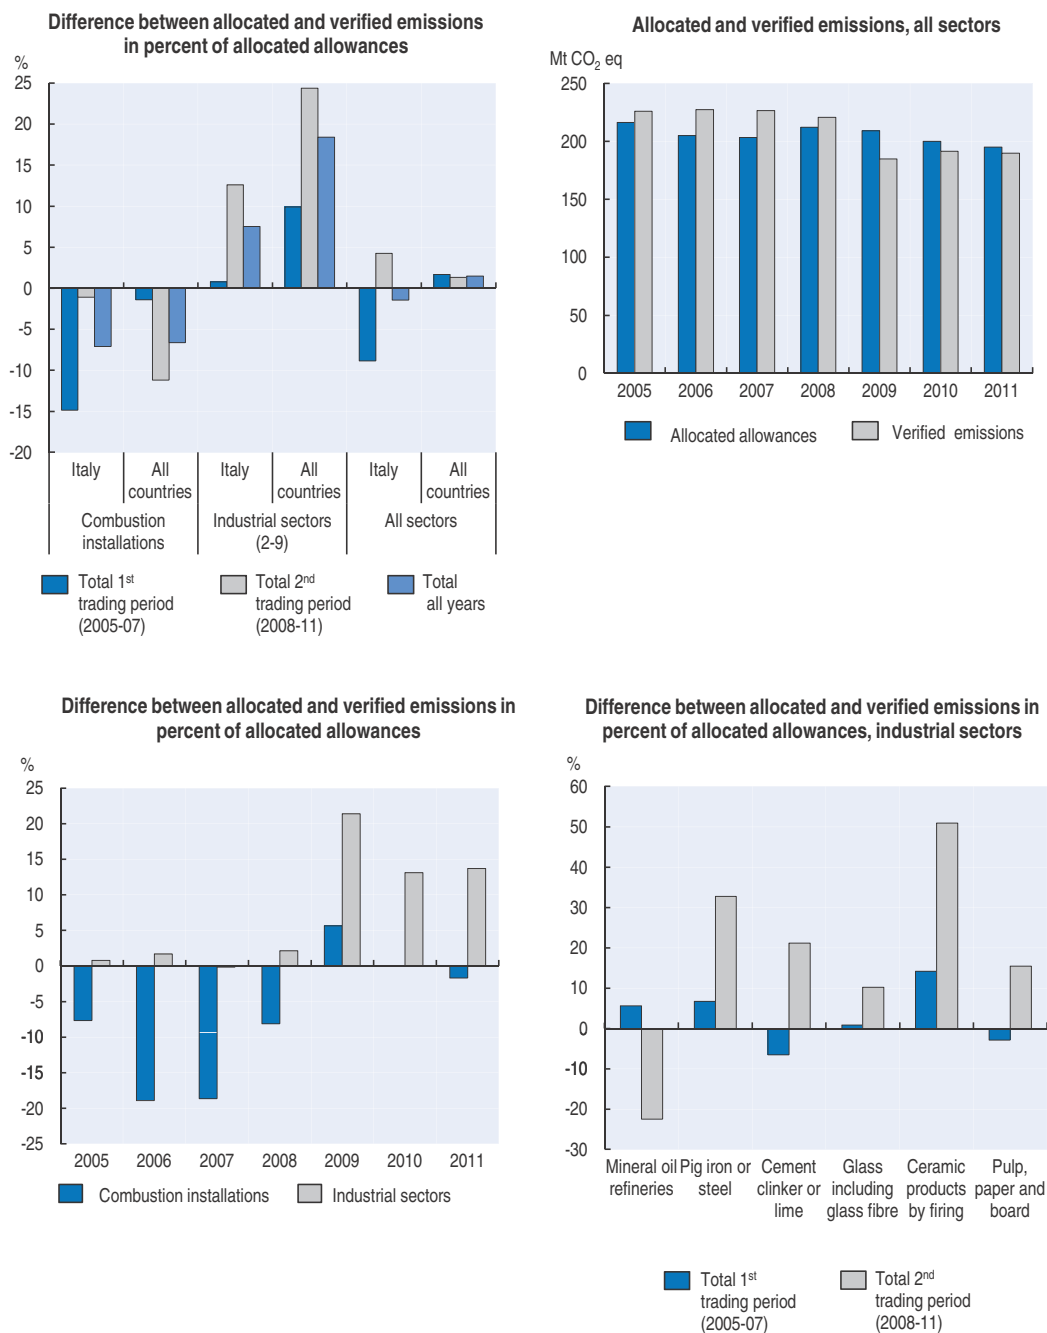 Difference between allocated and verified emissions
in percent of allocated allowances
%
25
20
15
10
5
0
-5
-10
-15
-20
Italy
All
countries
Italy
All
countries
Italy
All
countries
Combustion
installations
Industrial sectors
(2-9)
All sectors
Total 1st
trading period
(2005-07)
Total 2nd
trading period
(2008-11)
Total
all years
Allocated and verified emissions, all sectors
Mt CO2 eq
250
200
150
100
50
0
2005 2006 2007 2008 2009 2010 2011
Allocated allowances
Verified emissions
Difference between allocated and verified emissions in
percent of allocated allowances
%
25
20
15
10
5
0
-5
-10
-15
-20
-25
2005 2006 2007 2008 2009 2010 2011
Combustion installations
Industrial sectors
Difference between allocated and verified emissions in
percent of allocated allowances, industrial sectors
%
60
50
40
30
20
10
0
-10
-20
-30
Mineral oil
refineries
Pig iron or
steel
Cement
clinker or
lime
Glass
including
glass fibre
Ceramic
products
by firing
Pulp,
paper and
board
Total 1st
trading period
(2005-07)
Total 2nd
trading period
(2008-11)